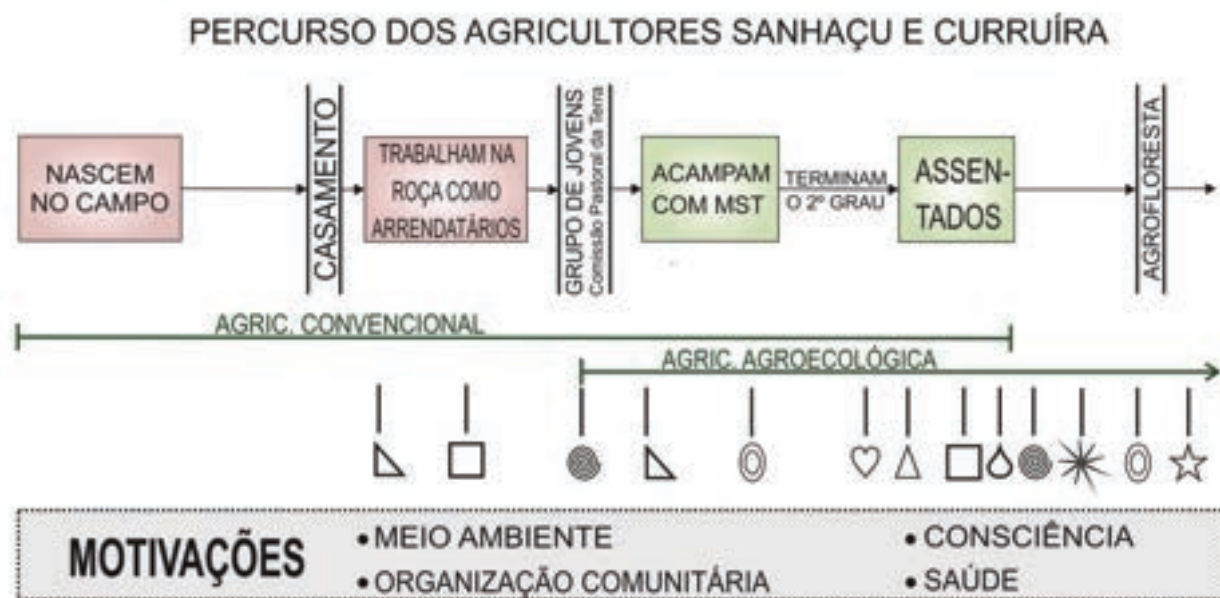 PERCURSO DOS AGRICULTORES SANHAÇU E CURRUÍRA
NASCEM
NO CAMPO
CASAMENTO
TRABALHAM NA
ROÇA COMO
ARRENDATÁRIOS
GRUPO DE JOVENS
Comissão Pastoral da Terra
ACAMPAM
COM MST
TERMINAM
O 2º GRAU
ASSEN-
TADOS
AGROFLORESTA
AGRIC. CONVENCIONAL
AGRIC. AGROECOLÓGICA
MOTIVAÇÕES
• MEIO AMBIENTE
• ORGANIZAÇÃO COMUNITÁRIA
• CONSCIÊNCIA
• SAÚDE